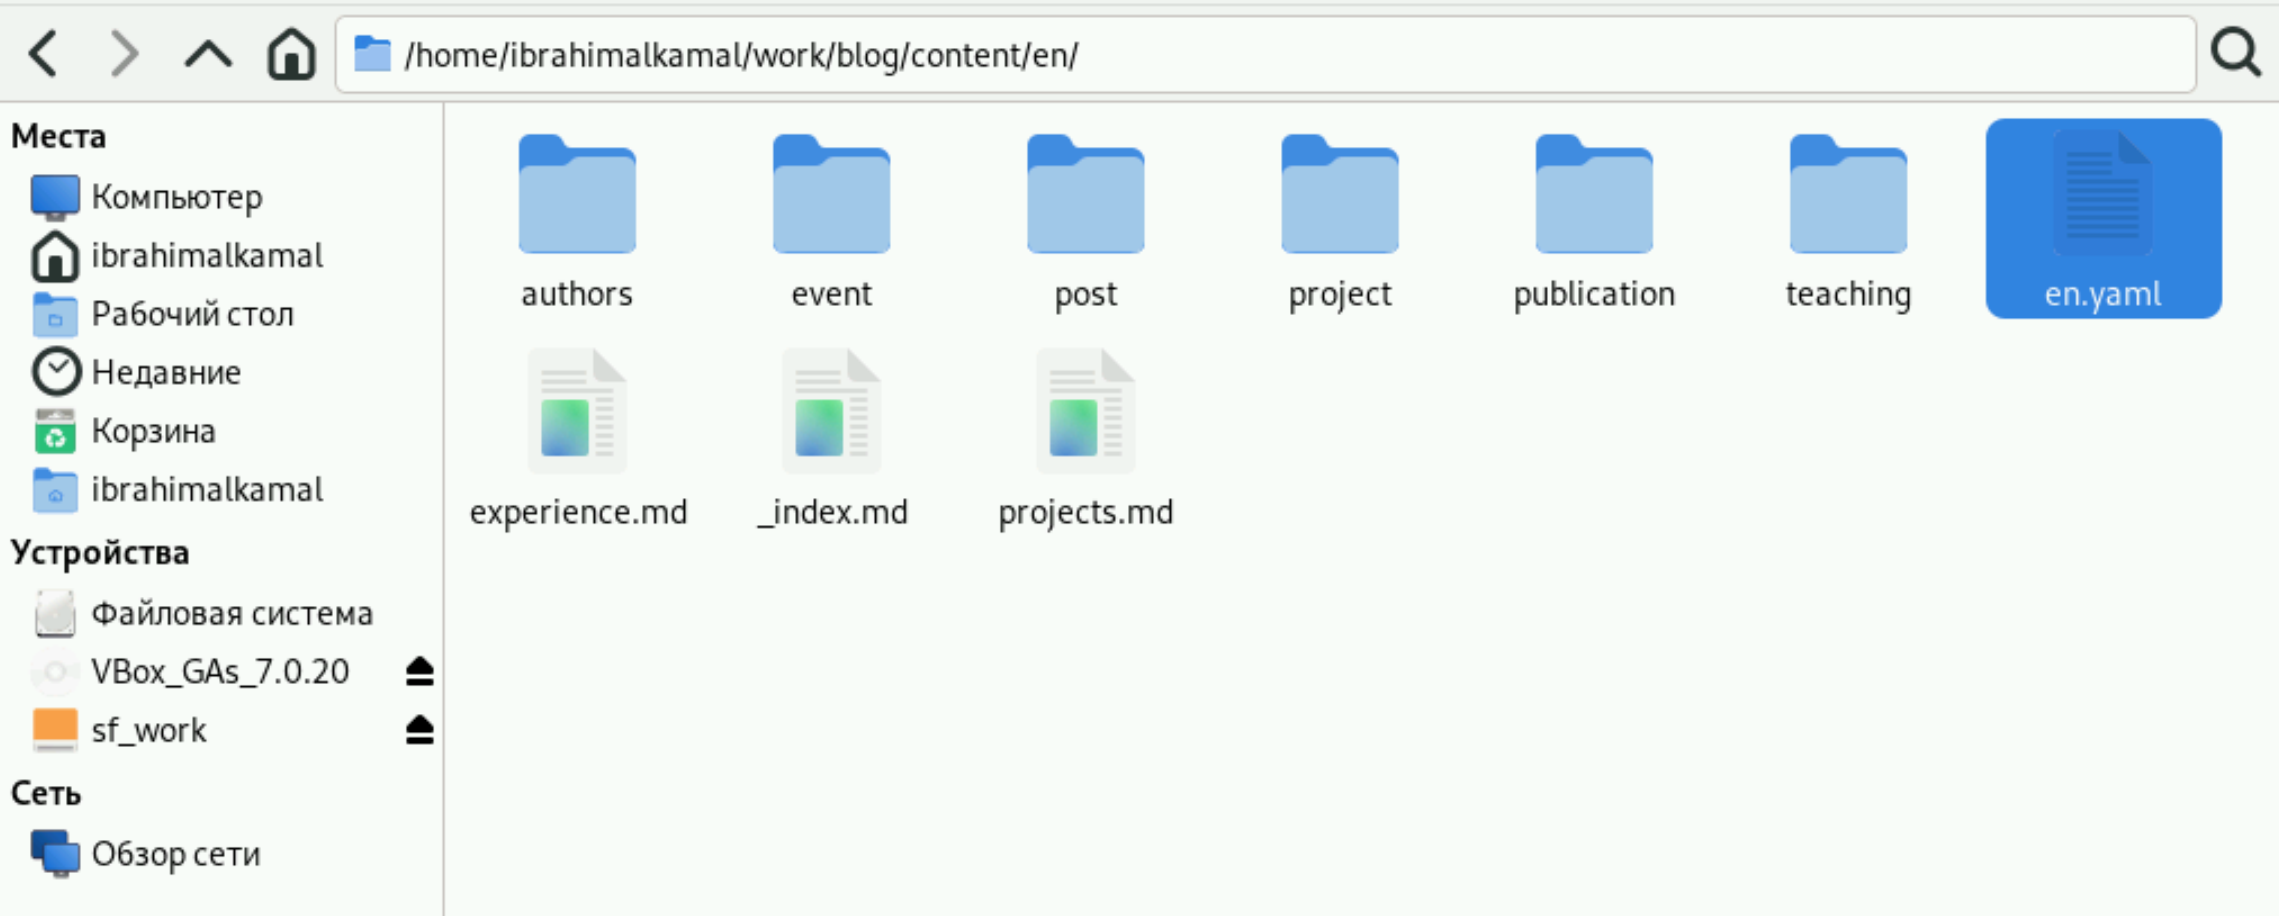 /home/ibrahimalkamal/work/blog/content/en/
Места
Компьютер
ibrahimalkamal
Рабочий стол
Недавние
Корзина
ibrahimalkamal
Устройства
Файловая система
VBox_GAs_7.0.20
sf_work
Сеть
Обзор сети
authors event post project publication teaching en.yaml
experience.md _index.md projects.md